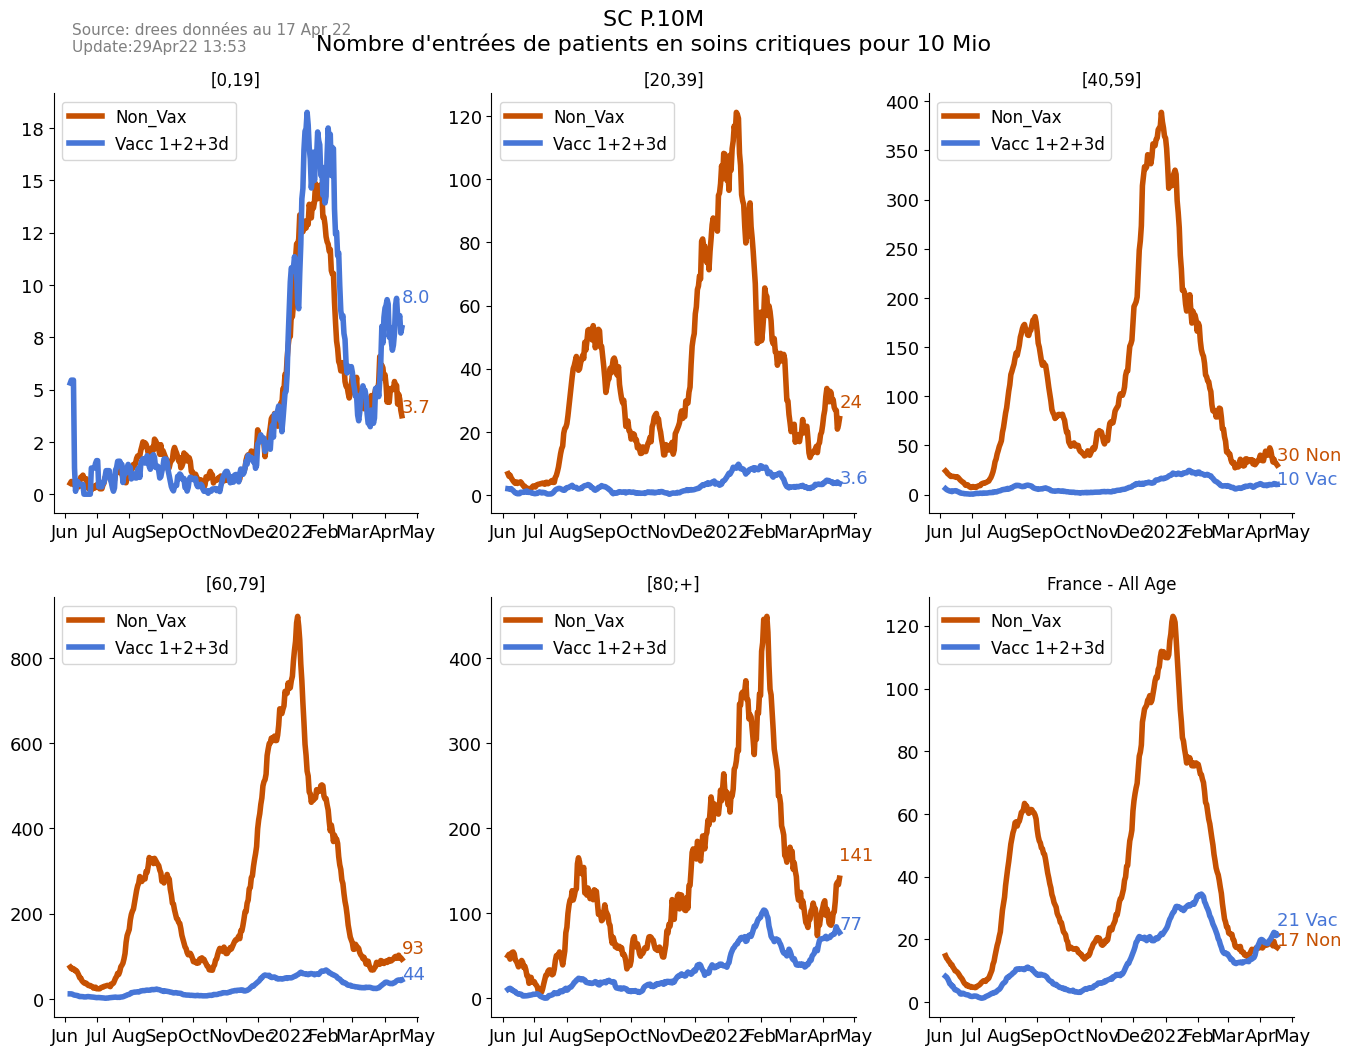 SC P.10M
Source: drees données au 17 Apr 22
Update:29Apr22 13:53
Nombre d'entrées de patients en soins critiques pour 10 Mio
[0,19]
Non_Vax
Vacc 1+2+3d
18
15
12
10
8
5
2
0
8.0
3.7
Jun Jul Aug Sep Oct Nov Dec 2022 Feb Mar Apr May
[20,39]
Non_Vax
Vacc 1+2+3d
120
100
80
60
40
20
0
24
3.6
Jun Jul Aug Sep Oct Nov Dec 2022 Feb Mar Apr May
[40,59]
Non_Vax
Vacc 1+2+3d
400
350
300
250
200
150
100
50
0
30 Non
10 Vac
Jun Jul Aug Sep Oct Nov Dec 2022 Feb Mar Apr May
[60,79]
Non_Vax
Vacc 1+2+3d
800
600
400
200
0
93
44
Jun Jul Aug Sep Oct Nov Dec 2022 Feb Mar Apr May
[80;+]
Non_Vax
Vacc 1+2+3d
400
300
200
100
0
141
77
Jun Jul Aug Sep Oct Nov Dec 2022 Feb Mar Apr May
France - All Age
Non_Vax
Vacc 1+2+3d
120
100
80
60
40
20
0
21 Vac
17 Non
Jun Jul Aug Sep Oct Nov Dec 2022 Feb Mar Apr May